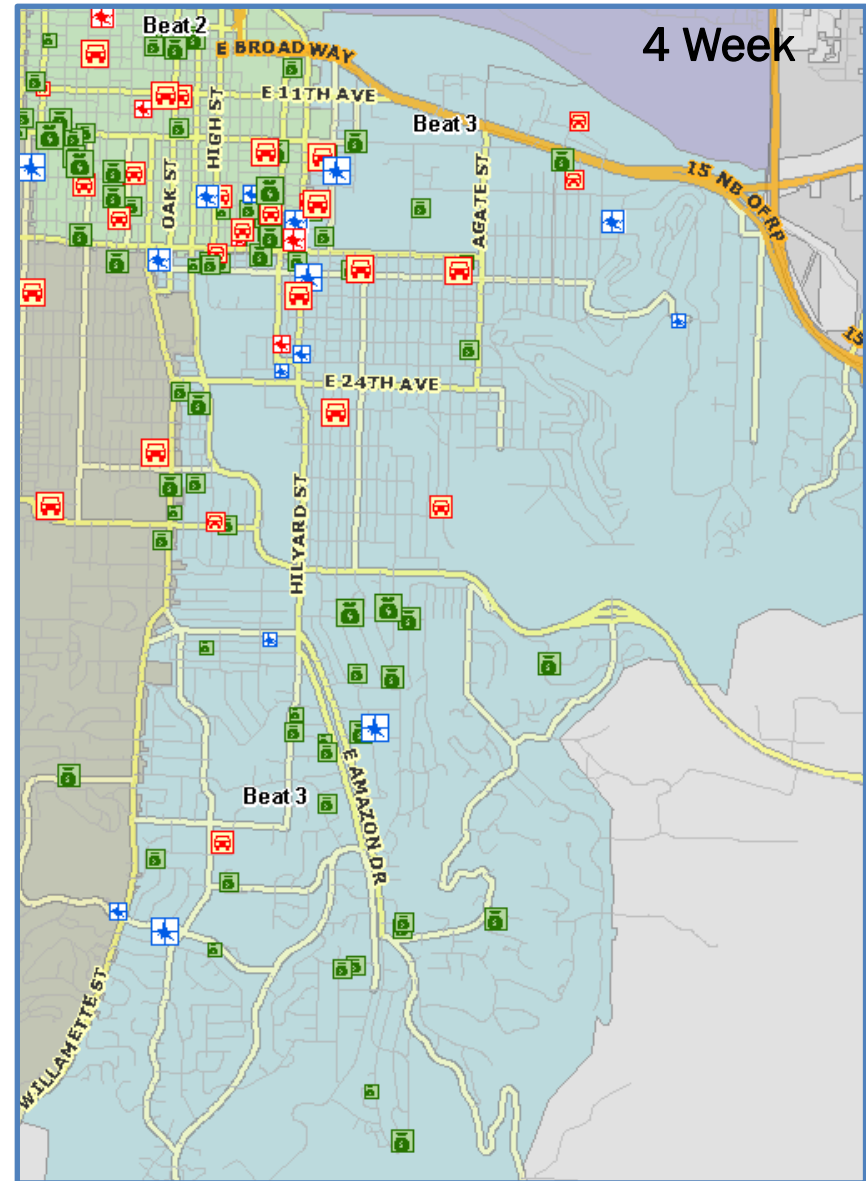 Beat 2
4 Week
E BROADWAY
E 11TH AVE
HIGH ST
Beat 3
OAK ST
AGATE ST
15 NB OFRP
15
E 24TH AVE
HILYARD ST
E AMAZON DR
Beat 3
WILLAMETTE ST